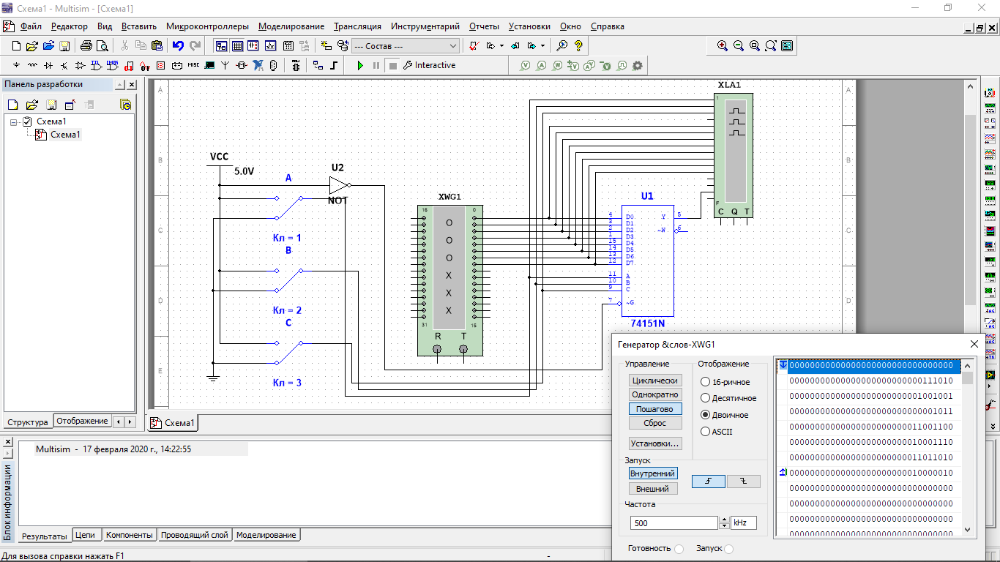 Схема1 - Multisim - [Схема1]
Файл Редактор Вид Вставить Микроконтроллеры Моделирование Трансляция Инструментарий Отчеты Установки Окно Справка
--- Состав ---
Interactive
Панель разработки
Схема1
Схема1
Структура Отображение
A
B
C
D
E
A
B
C
D
VCC
5.0V
A
Кл = 1
B
Кл = 2
C
Кл = 3
U2
NOT
XWG1
16 0
O
O
O
X
X
X
31 15
R T
U1
4 D0 Y 5
3 D1
2 D2 ~W 6
1 D3
15 D4
14 D5
13 D6
12 D7
11 A
10 B
9 C
7 ~G
74151N
XLA1
1
F
C Q T
Схема1
Генератор &слов-XWG1
Управление
Циклически
Однократно
Пошагово
Сброс
Установки...
Отображение
16-ричное
Десятичное
Двоичное
ASCII
Запуск
Внутренний
Внешний
Частота
500 kHz
Готовность Запуск
00000000000000000000000000000000
00000000000000000000000000111010
00000000000000000000000001001001
00000000000000000000000000001011
00000000000000000000000011001100
00000000000000000000000010001110
00000000000000000000000011011010
00000000000000000000000010000010
00000000000000000000000000000000
00000000000000000000000000000000
00000000000000000000000000000000
00000000000000000000000000000000
Блок информации
Multisim - 17 февраля 2020 г., 14:22:55
Результаты Цепи Компоненты Проводящий слой Моделирование
Для вызова справки нажать F1
-